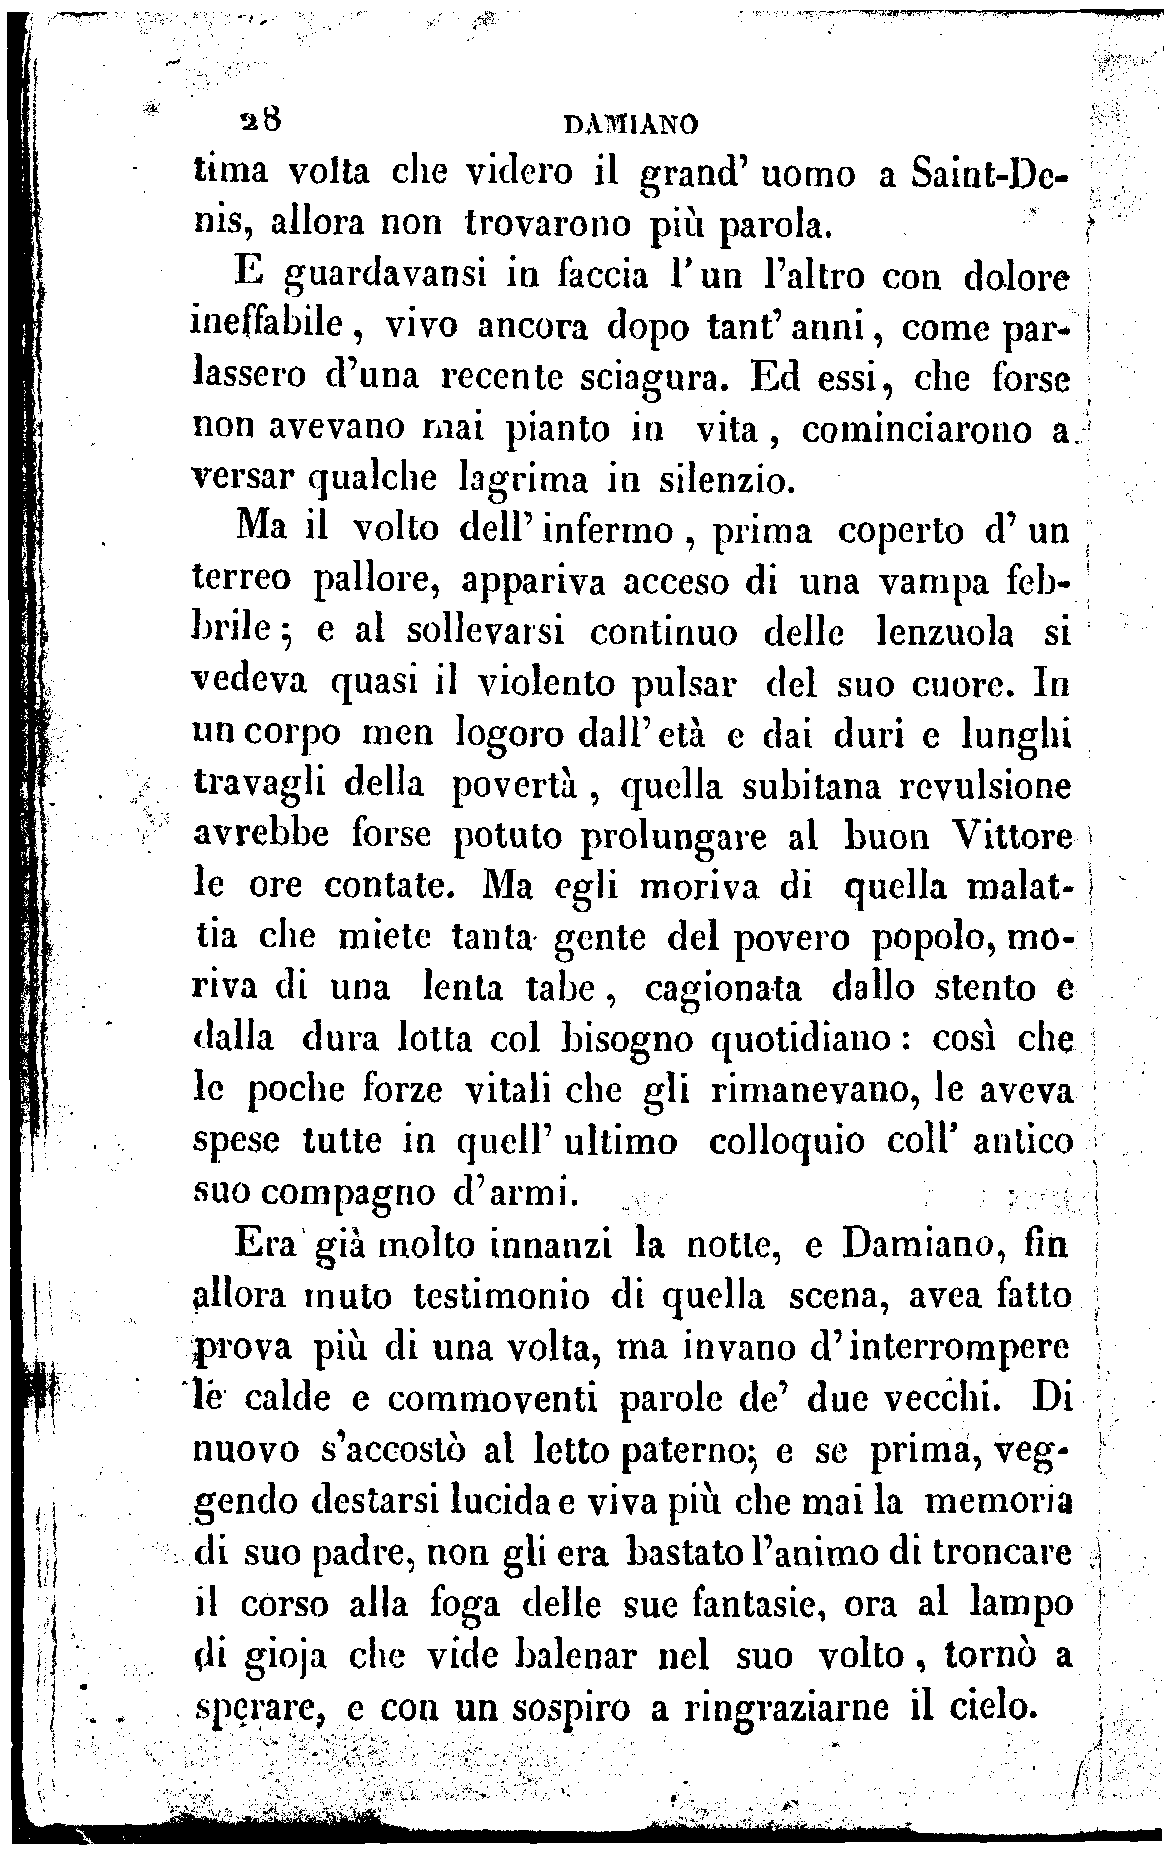 28 DAMIANO
tima volta che videro il grand' uomo a Saint-De-
nis, allora non trovarono più parola.
E guardavansi in faccia l'un l'altro con dolore
ineffabile, vivo ancora dopo tant' anni, come par-
lassero d'una recente sciagura. Ed essi, che forse
non avevano mai pianto in vita, cominciarono a
versar qualche lagrima in silenzio.
Ma il volto dell' infermo, prima coperto d' un
terreo pallore, appariva acceso di una vampa feb-
brile; e al sollevarsi continuo delle lenzuola si
vedeva quasi il violento pulsar del suo cuore. In
un corpo men logoro dall' età e dai duri e lunghi
travagli della povertà, quella subitana revulsione
avrebbe forse potuto prolungare al buon Vittore
le ore contate. Ma egli moriva di quella malat-
tia che miete tanta gente del povero popolo, mo-
riva di una lenta tabe, cagionata dallo stento e
dalla dura lotta col bisogno quotidiano: così che
le poche forze vitali che gli rimanevano, le aveva
spese tutte in quell' ultimo colloquio coll' antico
suo compagno d'armi.
Era già molto innanzi la notte, e Damiano, fin
allora muto testimonio di quella scena, avea fatto
prova più di una volta, ma invano d'interrompere
le calde e commoventi parole de' due vecchi. Di
nuovo s'accostò al letto paterno; e se prima, veg-
gendo destarsi lucida e viva più che mai la memoria
di suo padre, non gli era bastato l'animo di troncare
il corso alla foga delle sue fantasie, ora al lampo
di gioja che vide balenar nel suo volto, tornò a
sperare, e con un sospiro a ringraziarne il cielo.